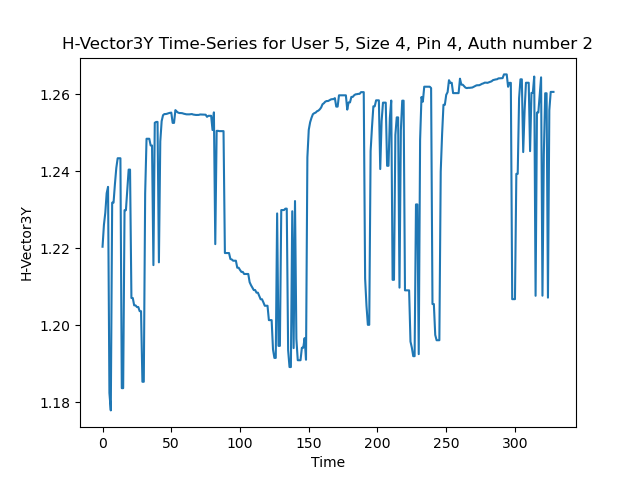 H-Vector3Y Time-Series for User 5, Size 4, Pin 4, Auth number 2
1.26
1.24
1.22
1.20
1.18
H-Vector3Y
0 50 100 150 200 250 300
Time